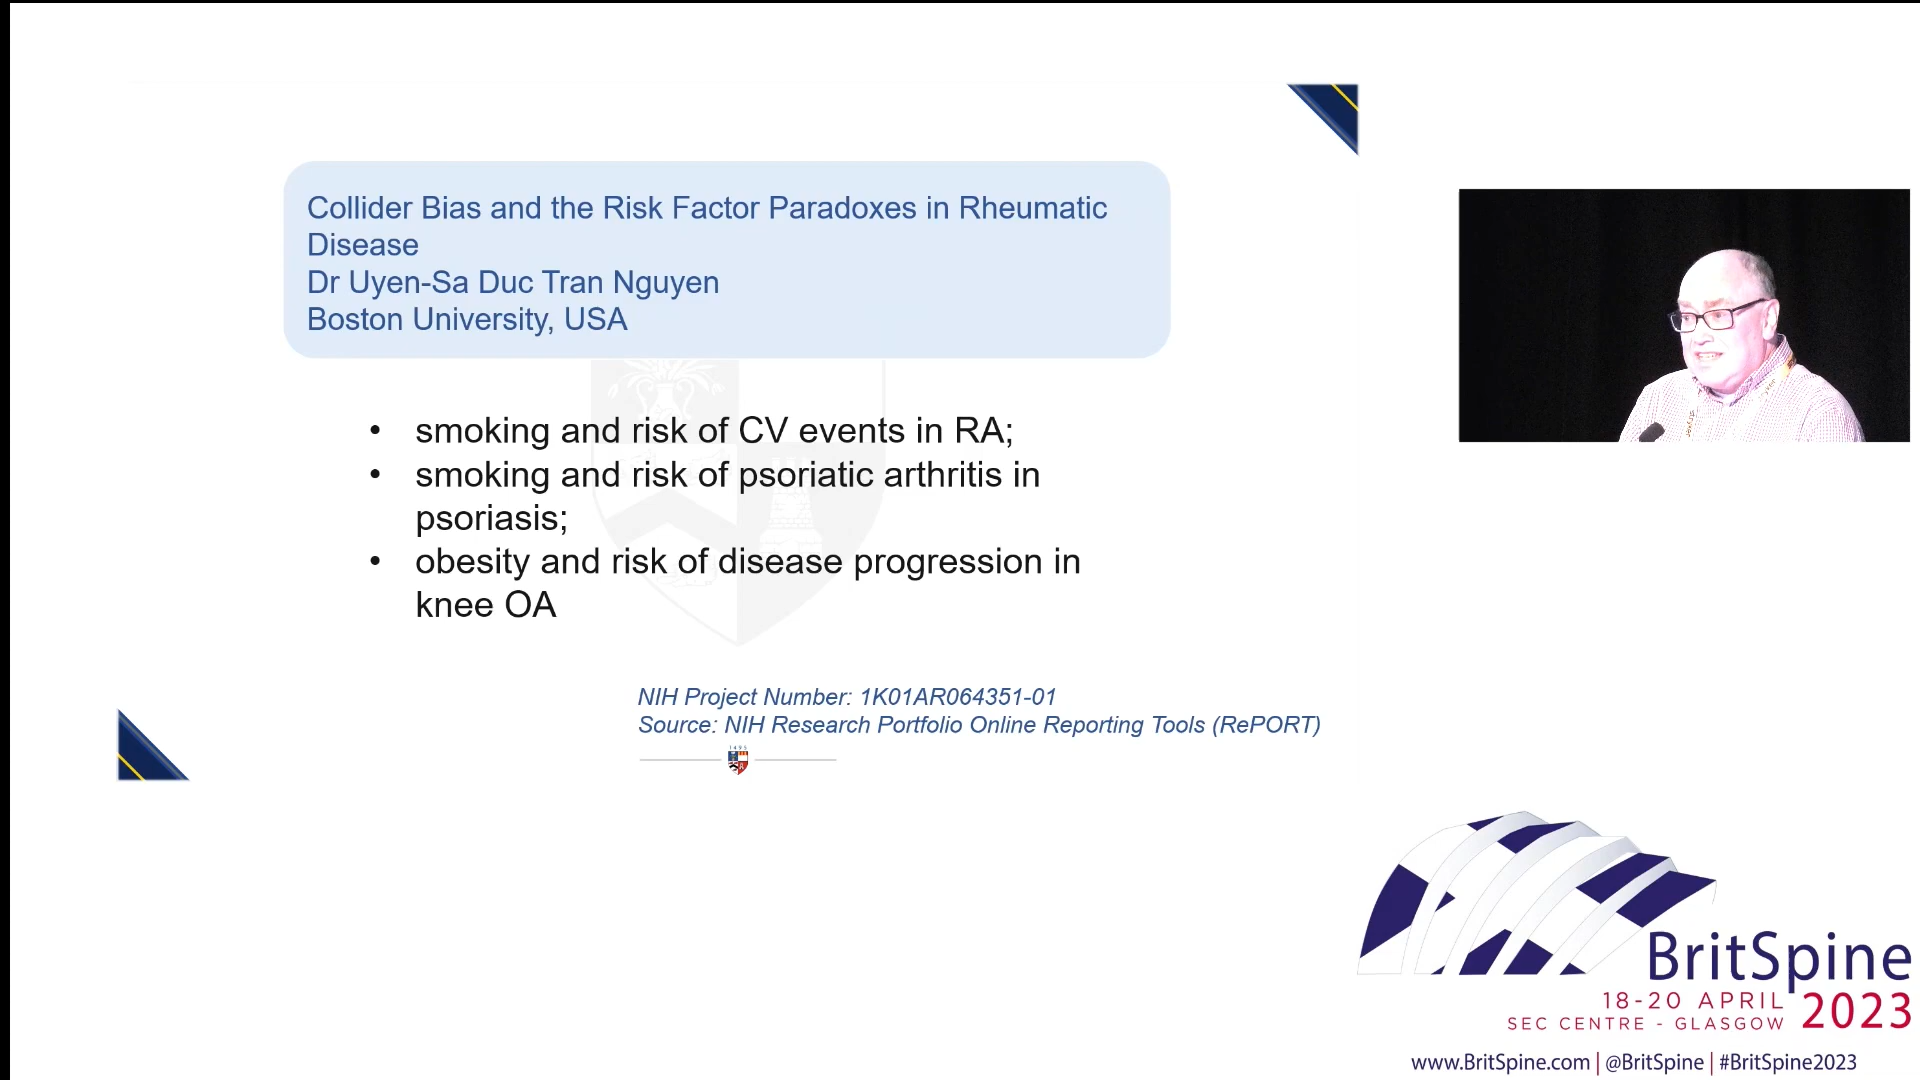 Collider Bias and the Risk Factor Paradoxes in Rheumatic
Disease
Dr Uyen-Sa Duc Tran Nguyen
Boston University, USA
• smoking and risk of CV events in RA;
• smoking and risk of psoriatic arthritis in
psoriasis;
• obesity and risk of disease progression in
knee OA
NIH Project Number: 1K01AR064351-01
Source: NIH Research Portfolio Online Reporting Tools (RePORT)
1495
BritSpine
18-20 APRIL 2023
SEC CENTRE - GLASGOW
www.BritSpine.com | @BritSpine | #BritSpine2023